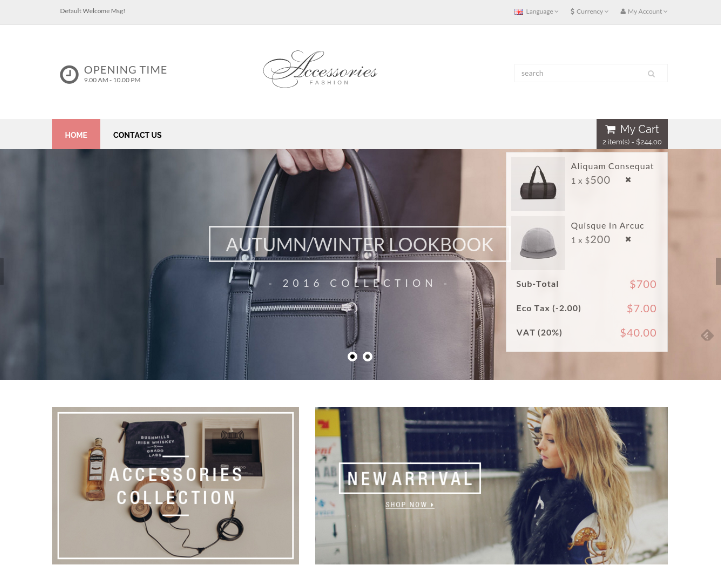 Default Welcome Msg!
Language
$ Currency
My Account
OPENING TIME
9:00 AM - 10:00 PM
Accessories
FASHION
search
HOME
CONTACT US
My Cart
2 item(s) - $244.00
Aliquam Consequat
1 x $500
Quisque In Arcuc
1 x $200
Sub-Total $700
Eco Tax (-2.00) $7.00
VAT (20%) $40.00
AUTUMN/WINTER LOOKBOOK
- 2016 COLLECTION -
BUSHMILLS
IRISH WHISKEY
ACCESSORIES
COLLECTION
NEW ARRIVAL
SHOP NOW